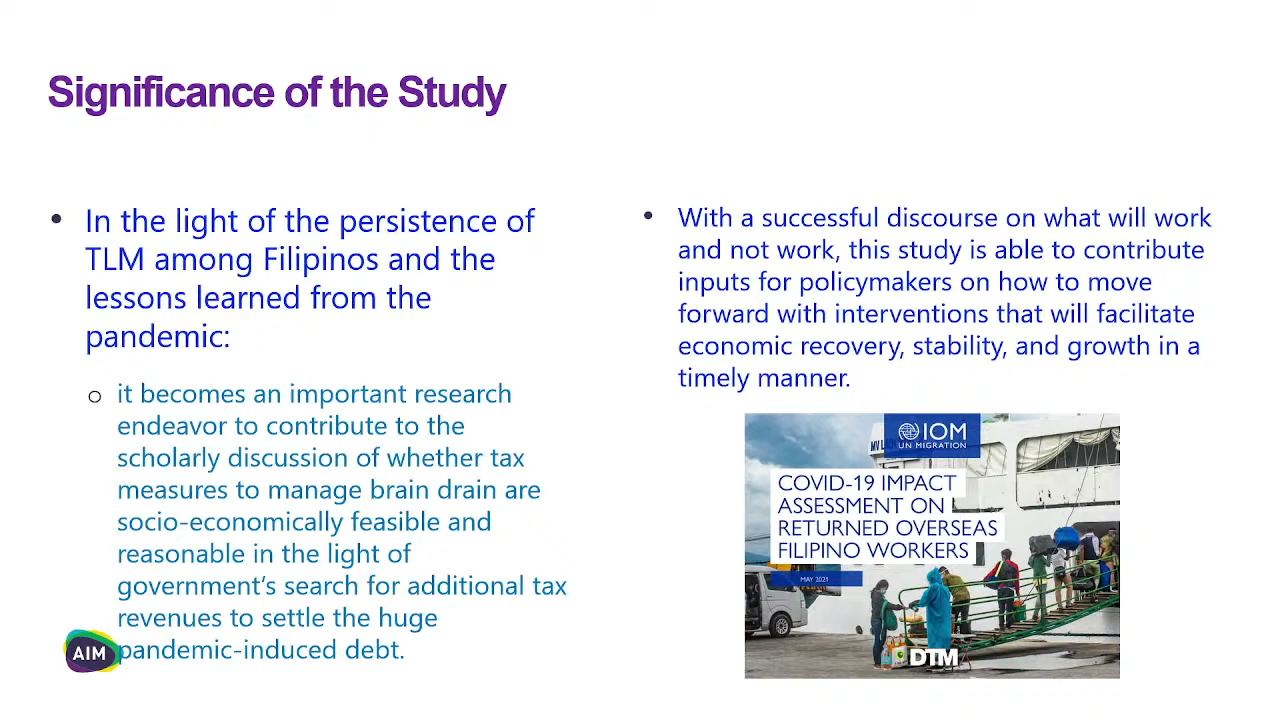 Significance of the Study
• In the light of the persistence of
TLM among Filipinos and the
lessons learned from the
pandemic:
o it becomes an important research
endeavor to contribute to the
scholarly discussion of whether tax
measures to manage brain drain are
socio-economically feasible and
reasonable in the light of
government's search for additional tax
revenues to settle the huge
pandemic-induced debt.
AIM
• With a successful discourse on what will work
and not work, this study is able to contribute
inputs for policymakers on how to move
forward with interventions that will facilitate
economic recovery, stability, and growth in a
timely manner.
IOM
UN MIGRATION
MV
COVID-19 IMPACT
ASSESSMENT ON
RETURNED OVERSEAS
FILIPINO WORKERS
MAY 2021
DTM